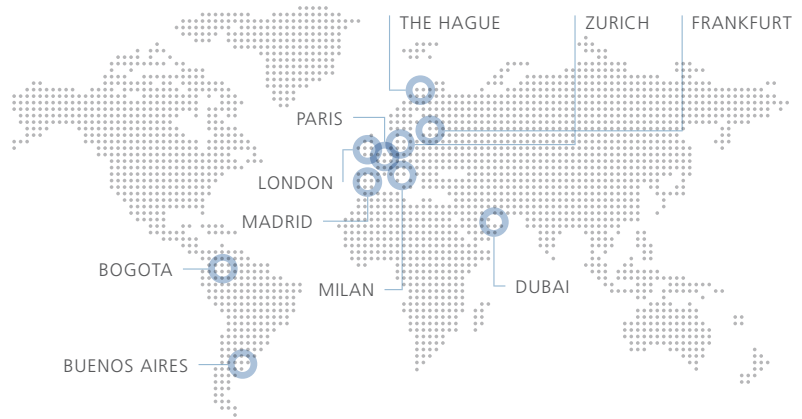 THE HAGUE
ZURICH
FRANKFURT
PARIS
LONDON
MADRID
BOGOTA
MILAN
DUBAI
BUENOS AIRES